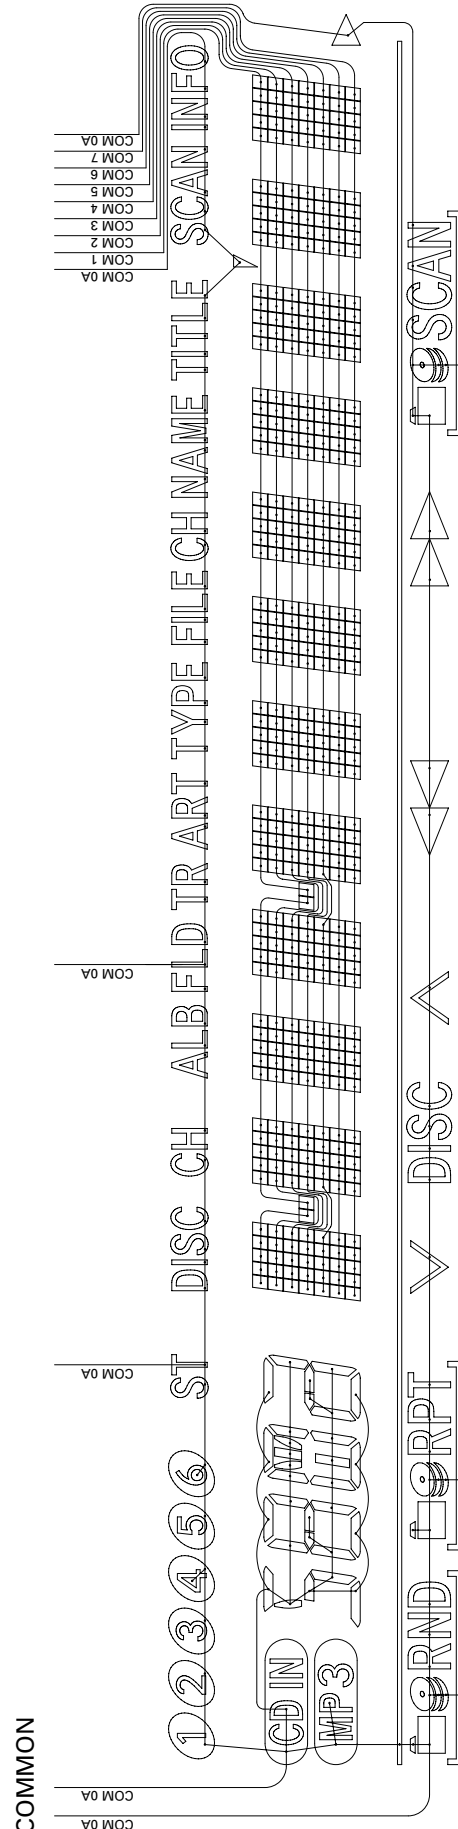 COMMON
COM 0A
COM 0A
COM 0A
COM 0A
COM 0A
COM 1
COM 2
COM 3
COM 4
COM 5
COM 6
COM 7
COM 0A
1 2 3 4 5 6 ST DISC CH ALB FLD TR ART TYPE FILE CH NAME TITLE SCAN INFO
CD IN
MP3
RND RPT DISC SCAN